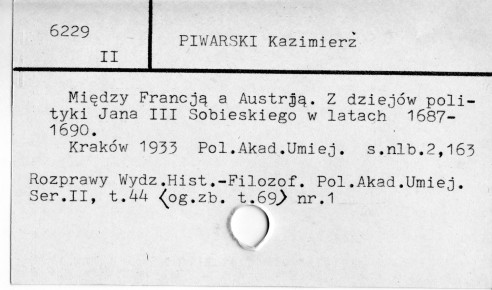 6229
II
PIWARSKI Kazimierz
Między Francją a Austrją. Z dziejów poli-
tyki Jana III Sobieskiego w latach 1687-
1690.
Kraków 1933 Pol.Akad.Umiej. s.nlb.2,163
Rozprawy Wydz.Hist.-Filozof. Pol.Akad.Umiej.
Ser.II, t.44 <og.zb. t.69> nr.1